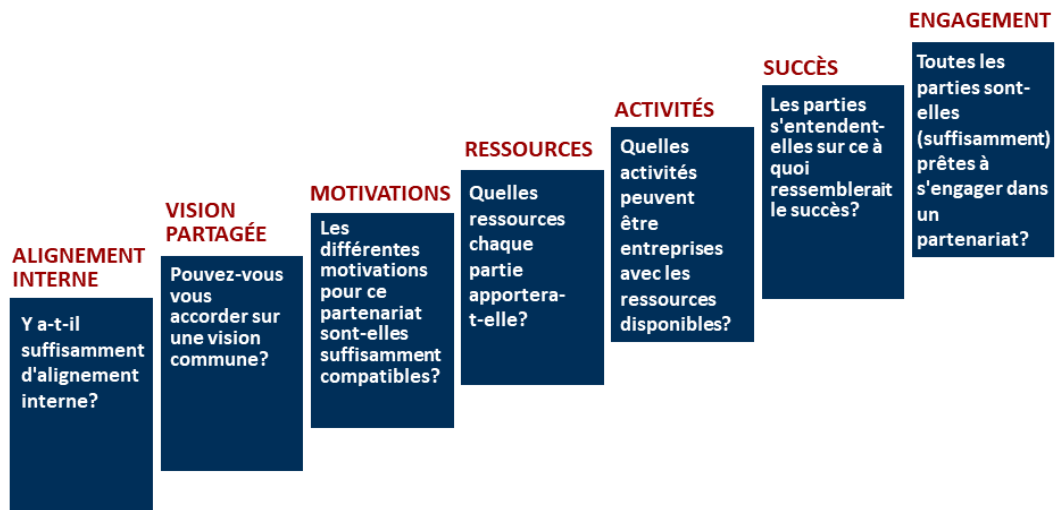 ALIGNEMENT
INTERNE
Y a-t-il
suffisamment
d'alignement
interne?
VISION
PARTAGÉE
Pouvez-vous
vous
accorder sur
une vision
commune?
MOTIVATIONS
Les
différentes
motivations
pour ce
partenariat
sont-elles
suffisamment
compatibles?
RESSOURCES
Quelles
ressources
chaque
partie
apportera-
t-elle?
ACTIVITÉS
Quelles
activités
peuvent
être
entreprises
avec les
ressources
disponibles?
SUCCÈS
Les parties
s'entendent-
elles sur ce à
quoi
ressemblerait
le succès?
ENGAGEMENT
Toutes les
parties sont-
elles
(suffisamment)
prêtes à
s'engager dans
un
partenariat?